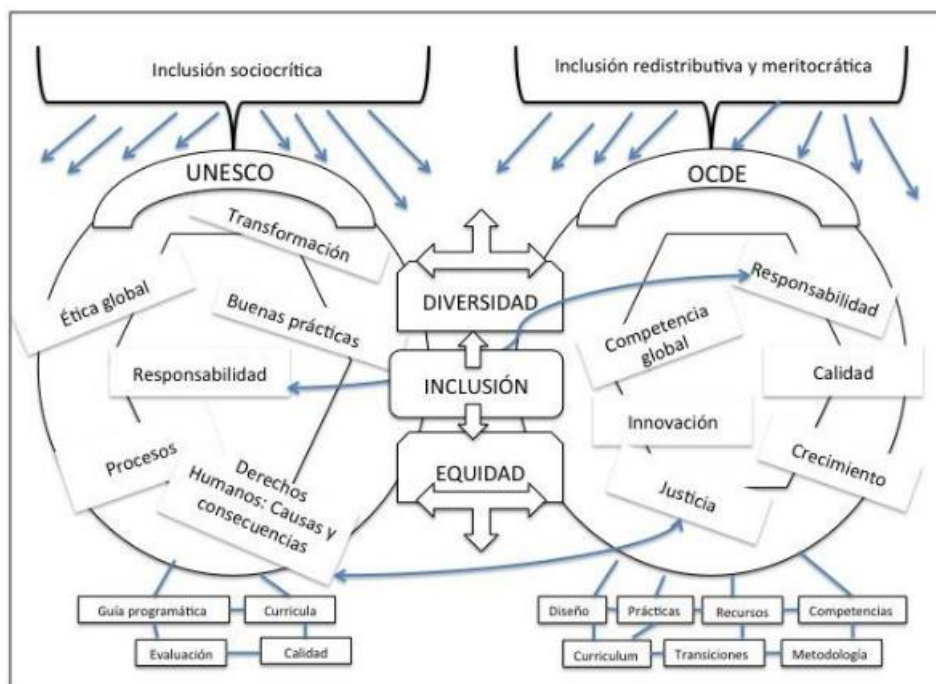 Inclusión sociocrítica
Inclusión redistributiva y meritocrática
UNESCO
OCDE
Transformación
Ética global
Buenas prácticas
Responsabilidad
Procesos
Derechos
Humanos: Causas y
consecuencias
DIVERSIDAD
INCLUSIÓN
EQUIDAD
Responsabilidad
Competencia
global
Calidad
Innovación
Crecimiento
Justicia
Guía programática
Curricula
Evaluación
Calidad
Diseño
Prácticas
Recursos
Competencias
Curriculum
Transiciones
Metodología